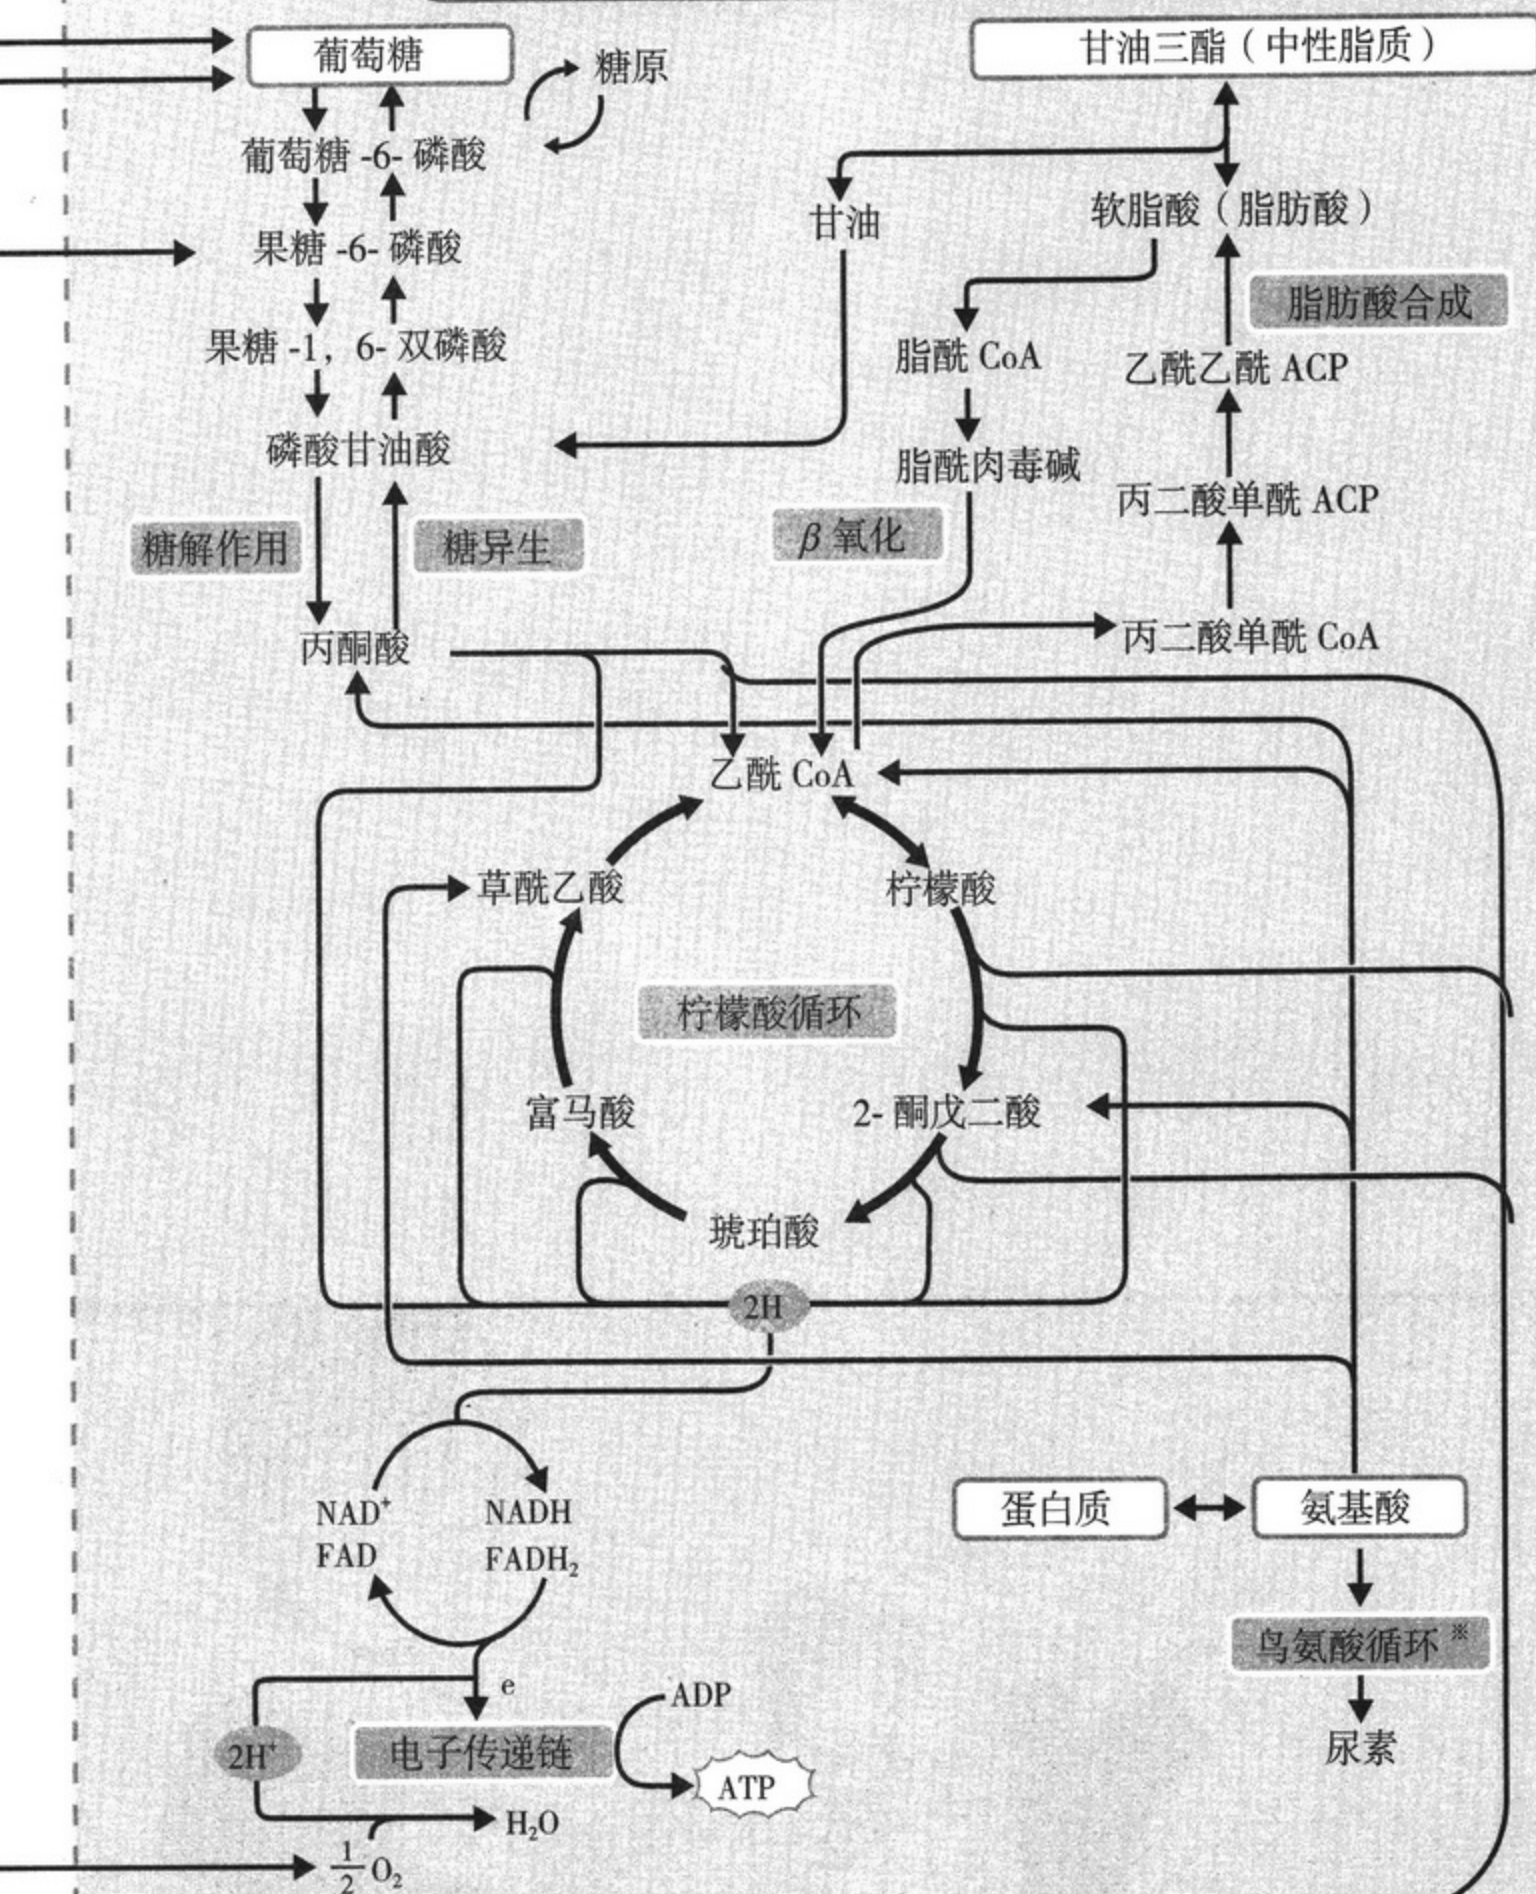 葡萄糖
糖原
甘油三酯（中性脂质）
葡萄糖 -6- 磷酸
甘油
软脂酸（脂肪酸）
果糖 -6- 磷酸
脂肪酸合成
果糖 -1，6- 双磷酸
脂酰 CoA
乙酰乙酰 ACP
磷酸甘油酸
脂酰肉毒碱
丙二酸单酰 ACP
糖解作用
糖异生
β 氧化
丙酮酸
丙二酸单酰 CoA
乙酰 CoA
草酰乙酸
柠檬酸
柠檬酸循环
富马酸
2- 酮戊二酸
琥珀酸
2H
NAD⁺
NADH
FAD
FADH₂
蛋白质
氨基酸
鸟氨酸循环※
e
ADP
2H⁺
电子传递链
尿素
ATP
H₂O
1/2 O₂